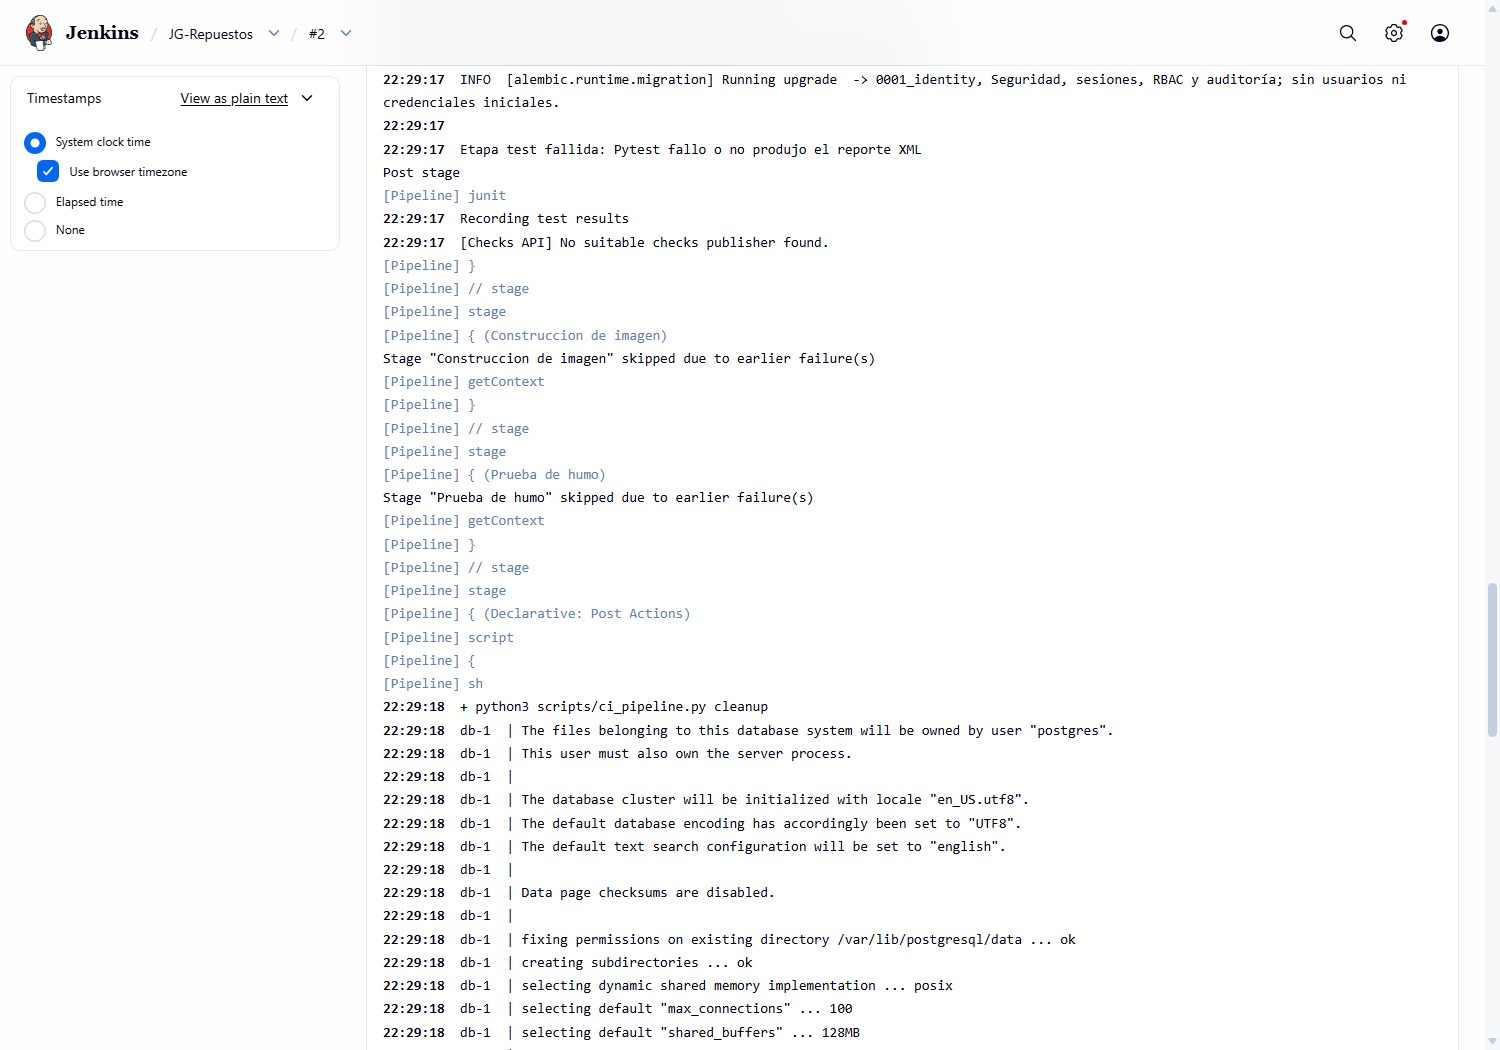 Jenkins / JG-Repuestos / #2
Timestamps
View as plain text
System clock time
Use browser timezone
Elapsed time
None
22:29:17  INFO  [alembic.runtime.migration] Running upgrade  -> 0001_identity, Seguridad, sesiones, RBAC y auditoría; sin usuarios ni
credenciales iniciales.
22:29:17
22:29:17  Etapa test fallida: Pytest fallo o no produjo el reporte XML
Post stage
[Pipeline] junit
22:29:17  Recording test results
22:29:17  [Checks API] No suitable checks publisher found.
[Pipeline] }
[Pipeline] // stage
[Pipeline] stage
[Pipeline] { (Construccion de imagen)
Stage "Construccion de imagen" skipped due to earlier failure(s)
[Pipeline] getContext
[Pipeline] }
[Pipeline] // stage
[Pipeline] stage
[Pipeline] { (Prueba de humo)
Stage "Prueba de humo" skipped due to earlier failure(s)
[Pipeline] getContext
[Pipeline] }
[Pipeline] // stage
[Pipeline] stage
[Pipeline] { (Declarative: Post Actions)
[Pipeline] script
[Pipeline] {
[Pipeline] sh
22:29:18  + python3 scripts/ci_pipeline.py cleanup
22:29:18  db-1  | The files belonging to this database system will be owned by user "postgres".
22:29:18  db-1  | This user must also own the server process.
22:29:18  db-1  |
22:29:18  db-1  | The database cluster will be initialized with locale "en_US.utf8".
22:29:18  db-1  | The default database encoding has accordingly been set to "UTF8".
22:29:18  db-1  | The default text search configuration will be set to "english".
22:29:18  db-1  |
22:29:18  db-1  | Data page checksums are disabled.
22:29:18  db-1  |
22:29:18  db-1  | fixing permissions on existing directory /var/lib/postgresql/data ... ok
22:29:18  db-1  | creating subdirectories ... ok
22:29:18  db-1  | selecting dynamic shared memory implementation ... posix
22:29:18  db-1  | selecting default "max_connections" ... 100
22:29:18  db-1  | selecting default "shared_buffers" ... 128MB